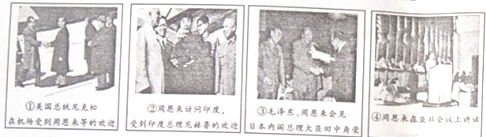 ①美国总统尼克松
在机场受到周恩来等的欢迎
②周恩来访问印度,
受到印度总理尼赫鲁的欢迎
③毛泽东、周恩来会见
日本内阁总理大臣田中角荣
④周恩来在亚非会议上讲话